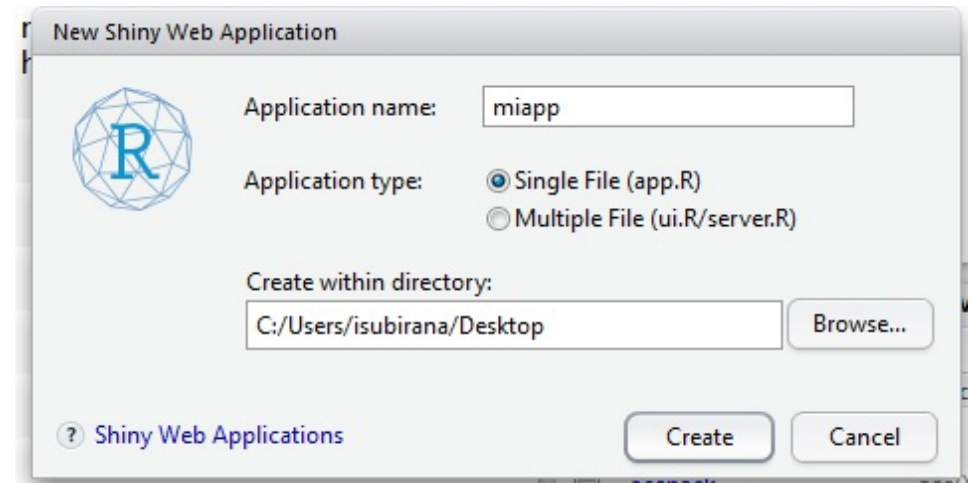 New Shiny Web Application
R
Application name: miapp
Application type: Single File (app.R)
Multiple File (ui.R/server.R)
Create within directory:
C:/Users/isubirana/Desktop Browse...
? Shiny Web Applications Create Cancel